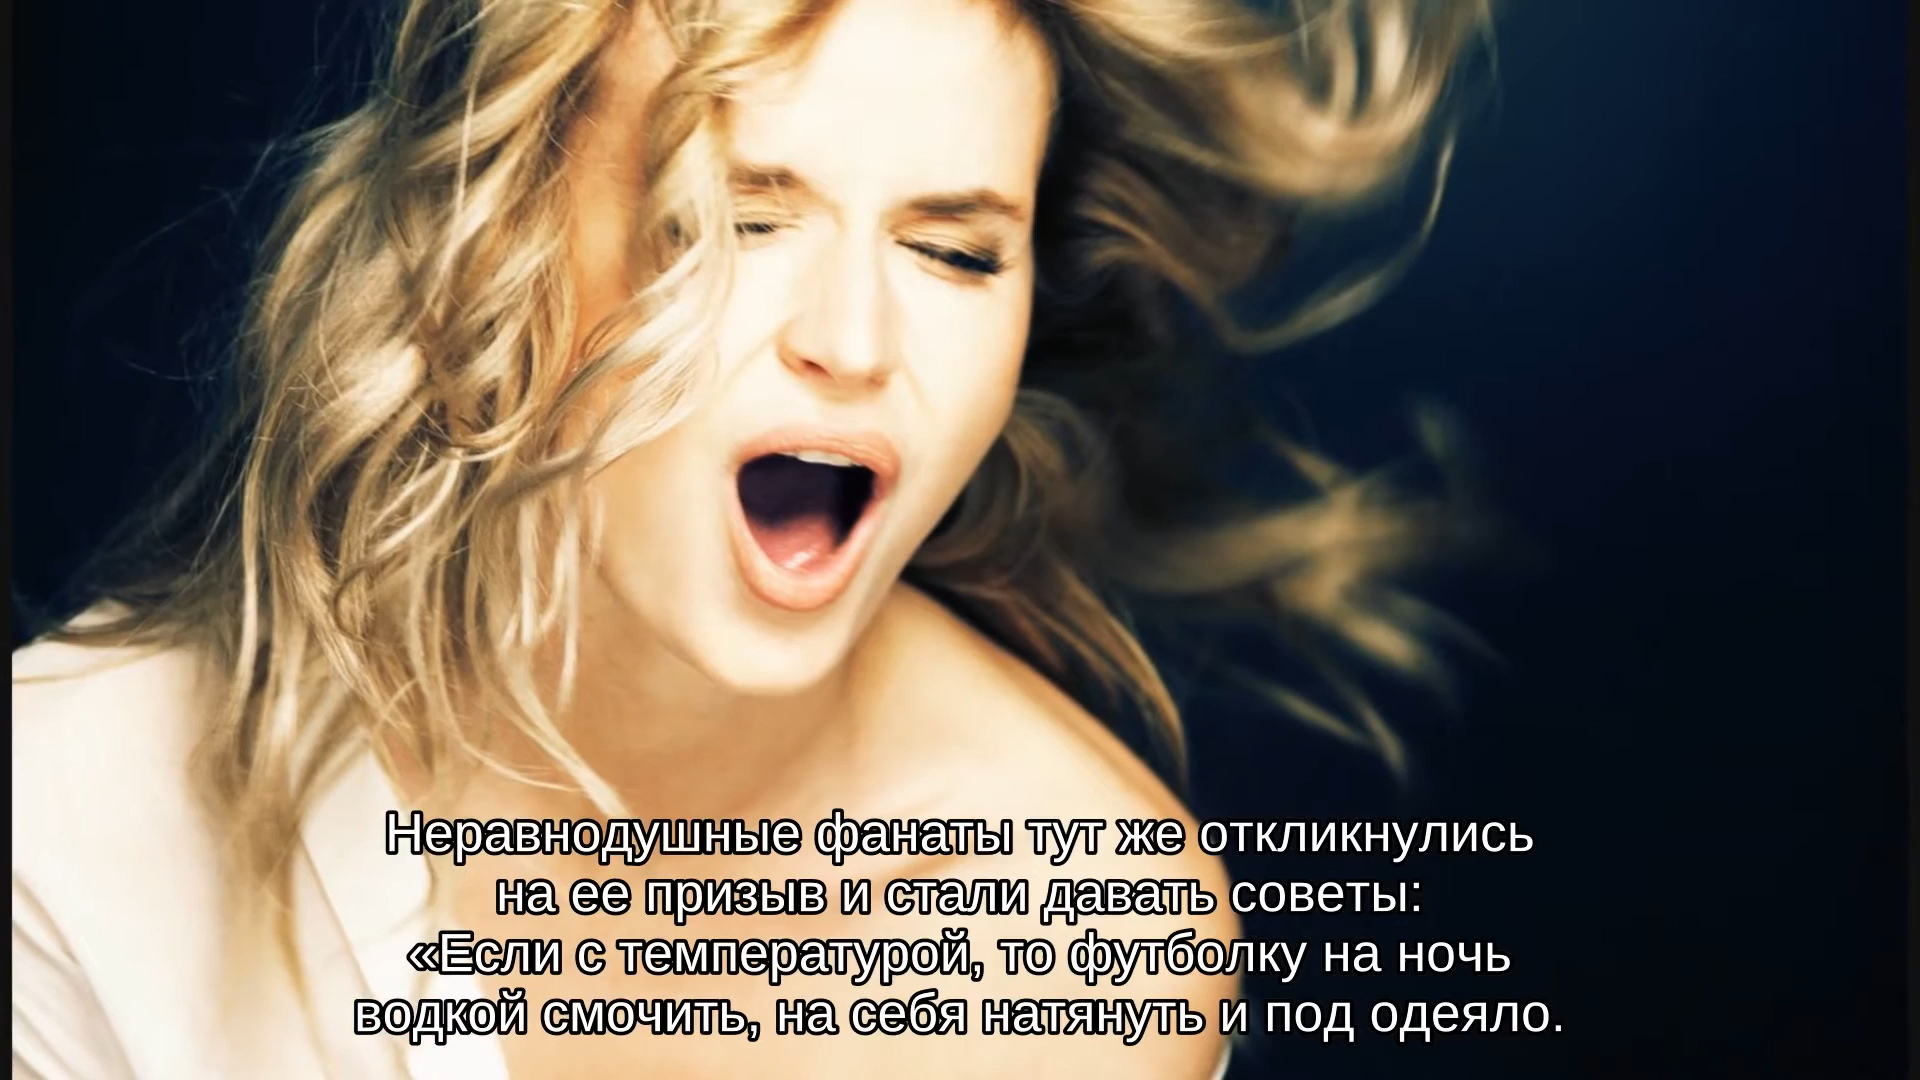 Неравнодушные фанаты тут же откликнулись
на ее призыв и стали давать советы:
«Если с температурой, то футболку на ночь
водкой смочить, на себя натянуть и под одеяло.